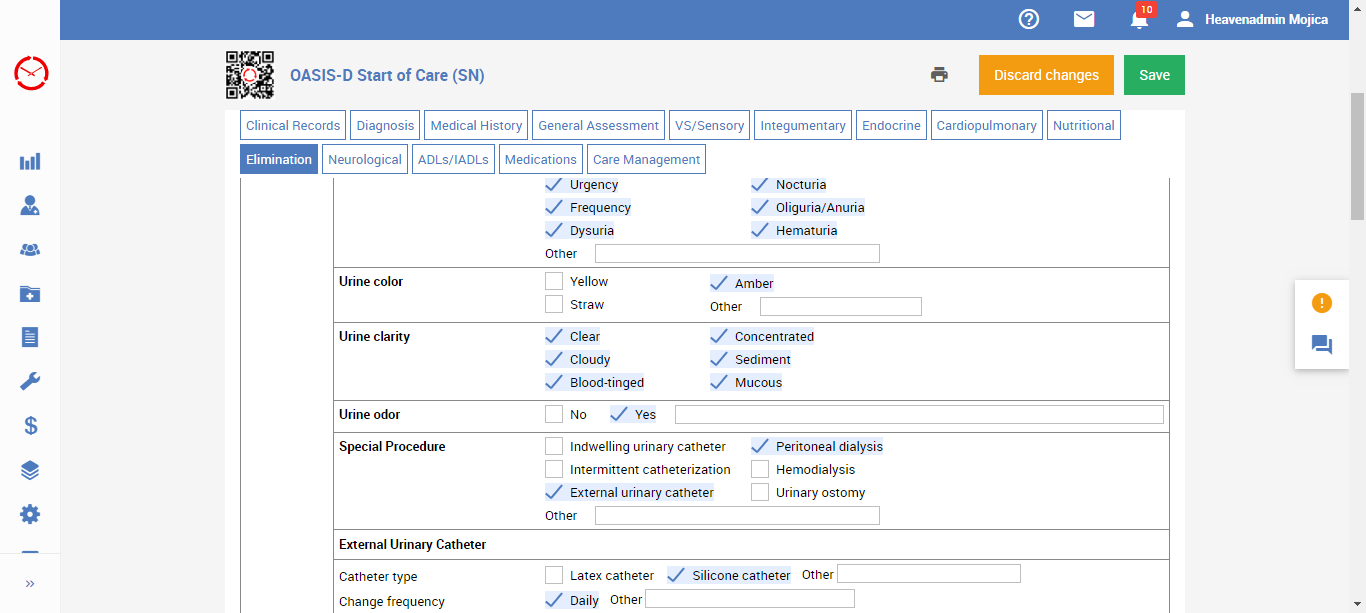 10
Heavenadmin Mojica
OASIS-D Start of Care (SN)
Discard changes
Save
Clinical Records Diagnosis Medical History General Assessment VS/Sensory Integumentary Endocrine Cardiopulmonary Nutritional
Elimination Neurological ADLs/IADLs Medications Care Management
Urgency Nocturia
Frequency Oliguria/Anuria
Dysuria Hematuria
Other
Urine color Yellow Amber
Straw Other
Urine clarity Clear Concentrated
Cloudy Sediment
Blood-tinged Mucous
Urine odor No Yes
Special Procedure Indwelling urinary catheter Peritoneal dialysis
Intermittent catheterization Hemodialysis
External urinary catheter Urinary ostomy
Other
External Urinary Catheter
Catheter type Latex catheter Silicone catheter Other
Change frequency Daily Other